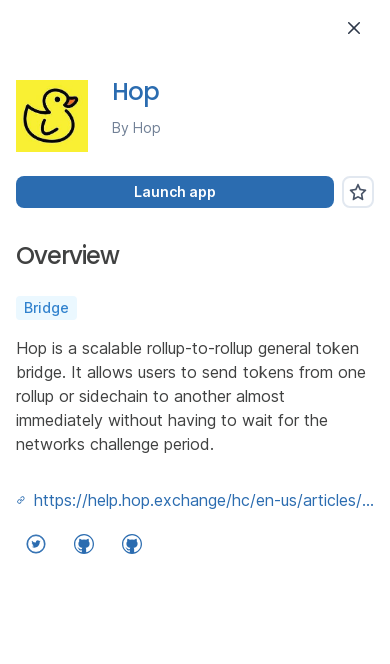 Hop
By Hop
Launch app
Overview
Bridge
Hop is a scalable rollup-to-rollup general token
bridge. It allows users to send tokens from one
rollup or sidechain to another almost
immediately without having to wait for the
networks challenge period.
https://help.hop.exchange/hc/en-us/articles/...